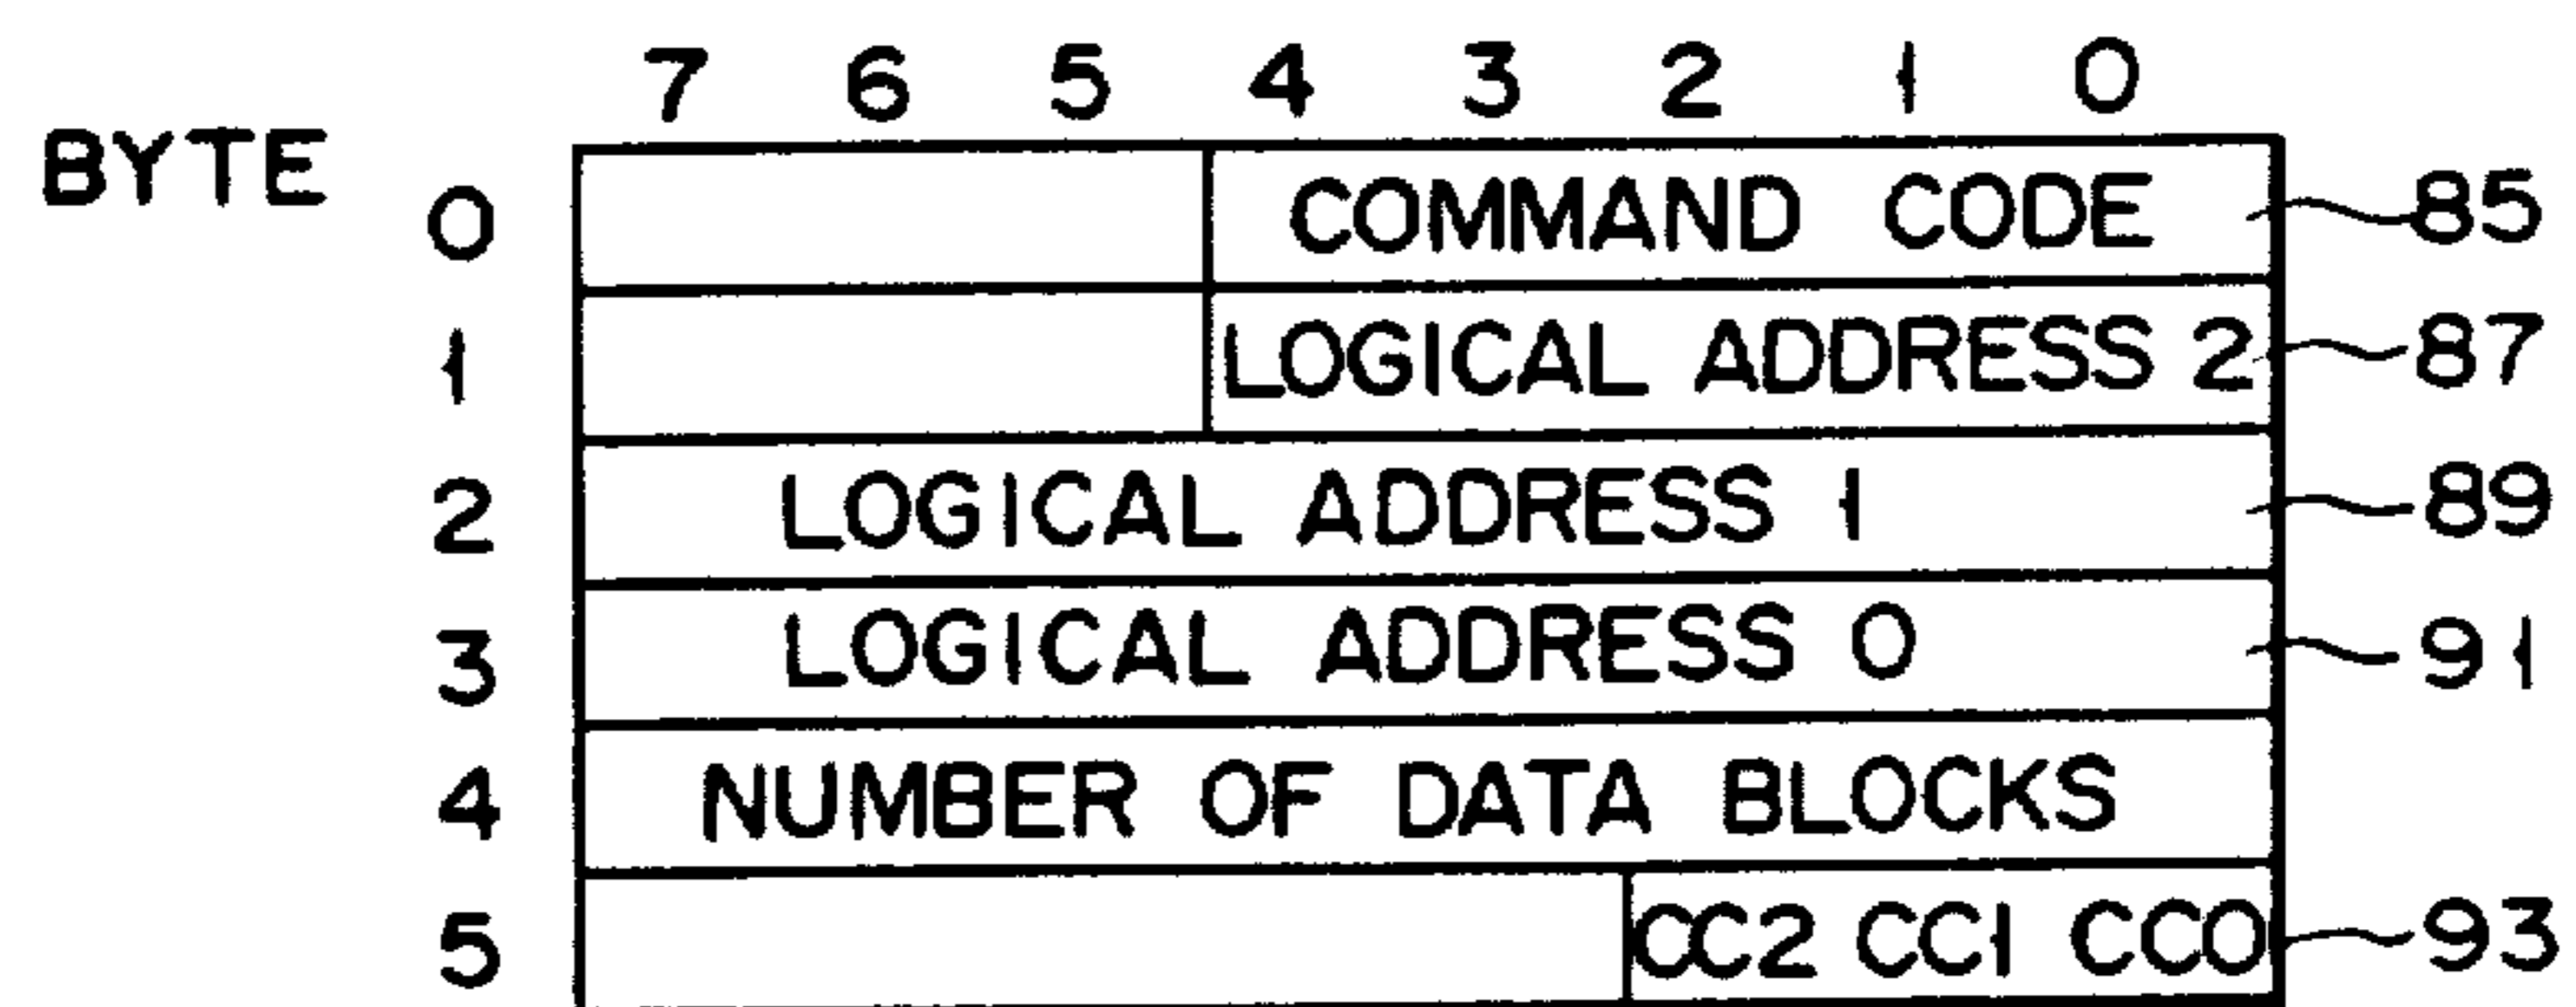 7 6 5 4 3 2 1 0
BYTE
0 COMMAND CODE 85
1 LOGICAL ADDRESS 2 87
2 LOGICAL ADDRESS 1 89
3 LOGICAL ADDRESS 0 91
4 NUMBER OF DATA BLOCKS
5 CC2 CC1 CC0 93